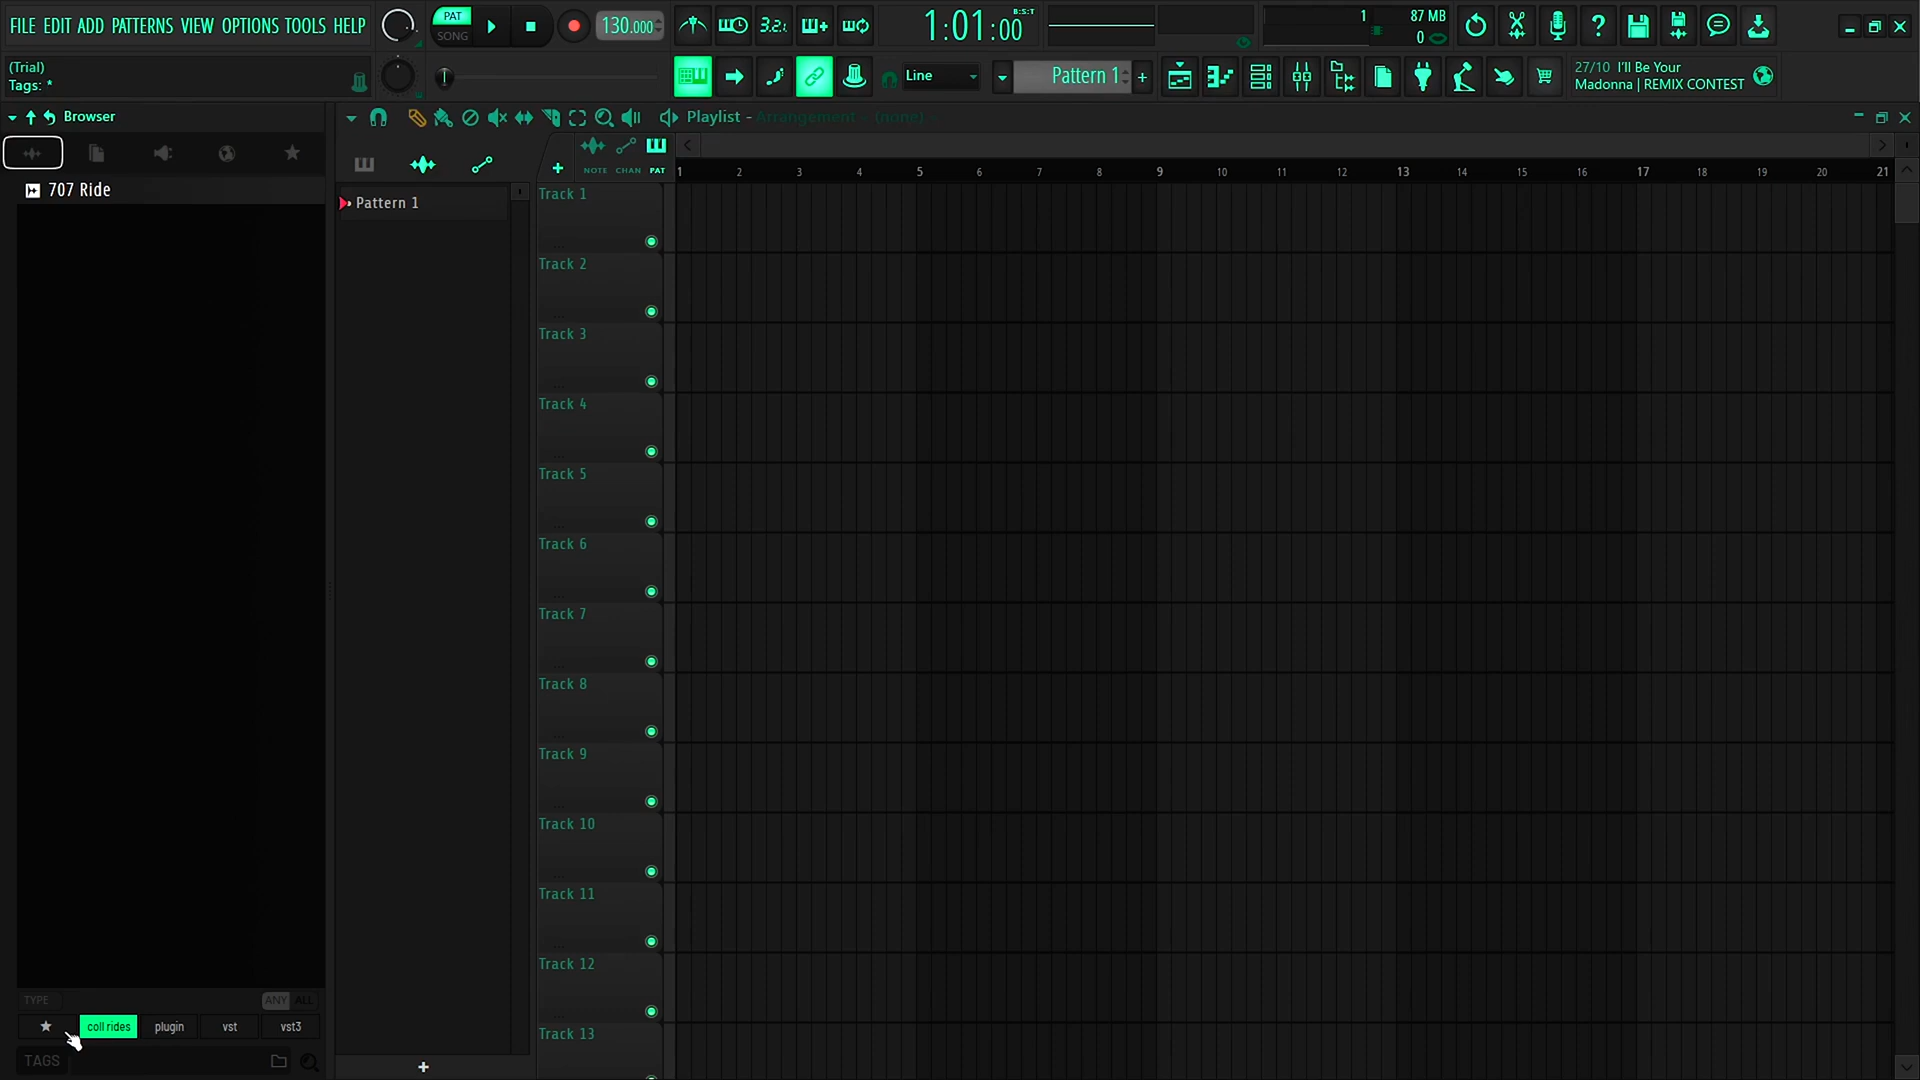 FILE EDIT ADD PATTERNS VIEW OPTIONS TOOLS HELP
PAT
SONG
130.000
3.2.
1:01:00
B:S:T
1
87 MB
0
(Trial)
Tags: *
Line
Pattern 1
27/10 I'll Be Your
Madonna | REMIX CONTEST
Browser
Playlist - Arrangement - (none)
NOTE CHAN PAT
1 2 3 4 5 6 7 8 9 10 11 12 13 14 15 16 17 18 19 20 21
707 Ride
Pattern 1
Track 1
Track 2
Track 3
Track 4
Track 5
Track 6
Track 7
Track 8
Track 9
Track 10
Track 11
Track 12
Track 13
TYPE
ANY ALL
coll rides plugin vst vst3
TAGS